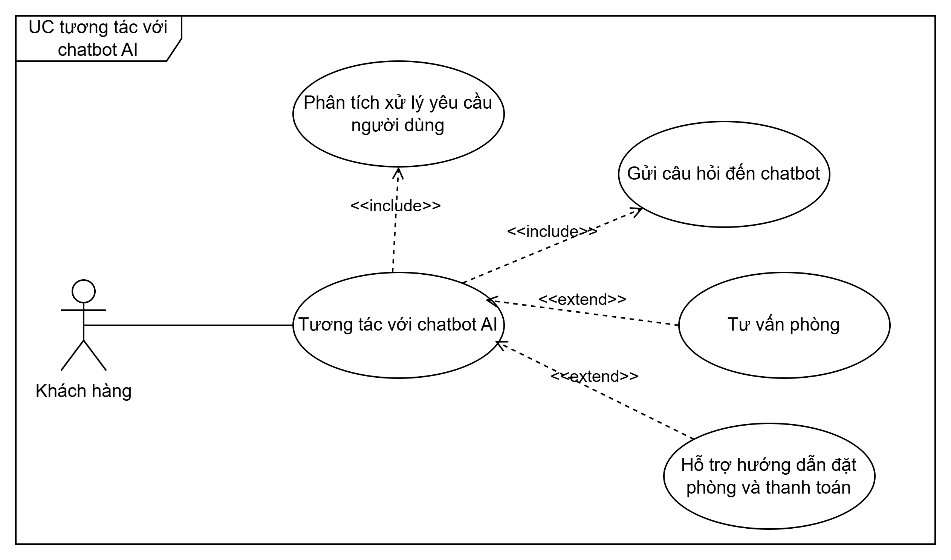 UC tương tác với
chatbot AI
Phân tích xử lý yêu cầu
người dùng
Gửi câu hỏi đến chatbot
<<include>>
<<include>>
<<extend>>
Tương tác với chatbot AI
Tư vấn phòng
<<extend>>
Khách hàng
Hỗ trợ hướng dẫn đặt
phòng và thanh toán